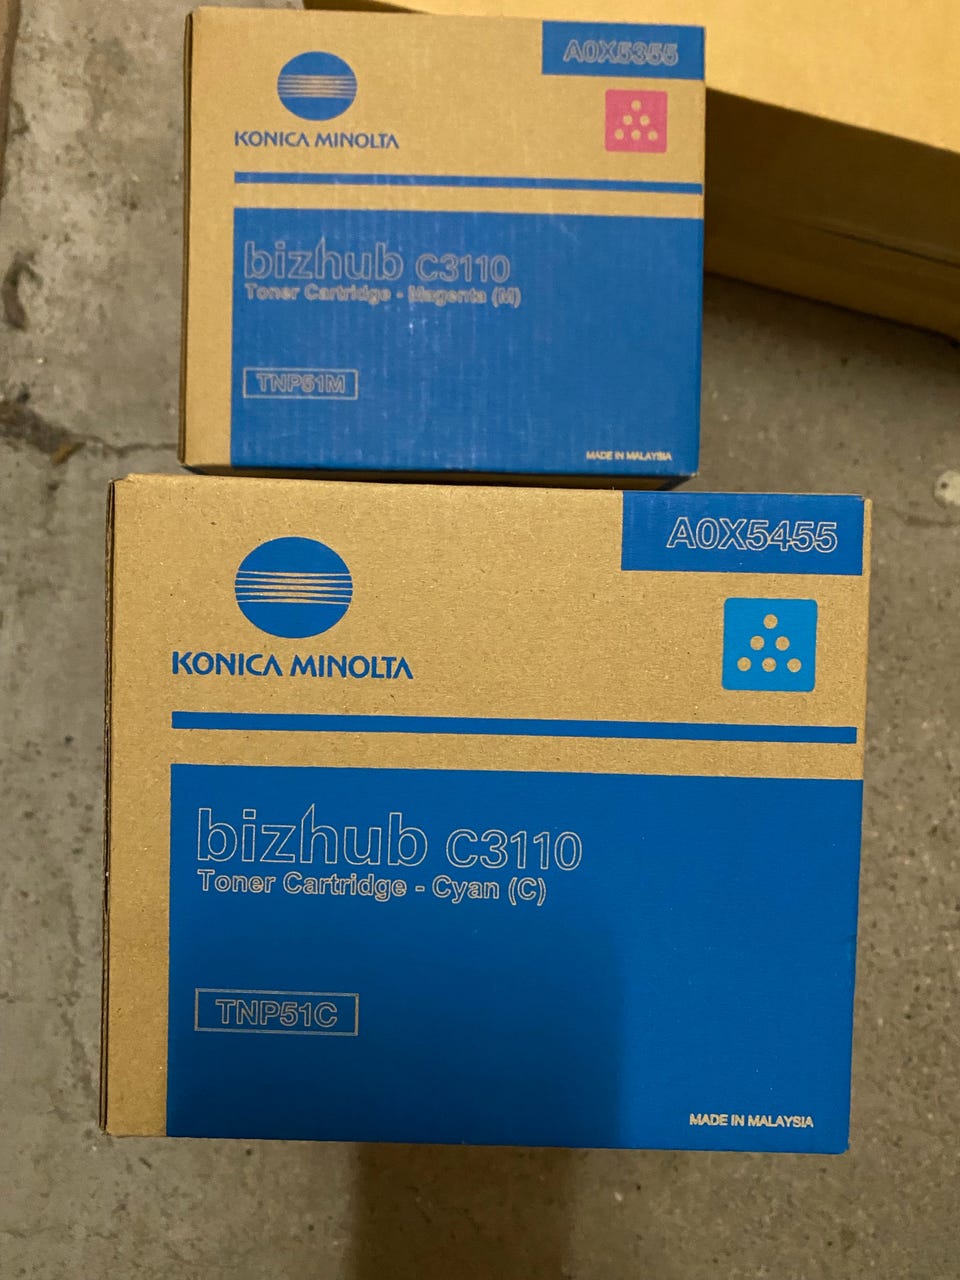 A0X5355
KONICA MINOLTA
bizhub C3110
Toner Cartridge - Magenta (M)
TNP51M
MADE IN MALAYSIA
A0X5455
KONICA MINOLTA
bizhub C3110
Toner Cartridge - Cyan (C)
TNP51C
MADE IN MALAYSIA